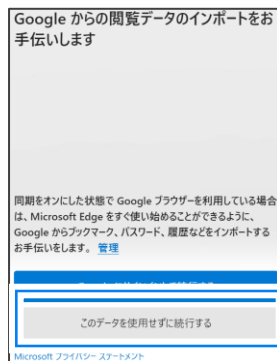 Google からの閲覧データのインポートをお
手伝いします
同期をオンにした状態で Google ブラウザーを利用している場合
は、Microsoft Edge をすぐ使い始めることができるように、
Google からブックマーク、パスワード、履歴などをインポートする
お手伝いをします。 管理
このデータを使用せずに続行する
Microsoft プライバシー ステートメント